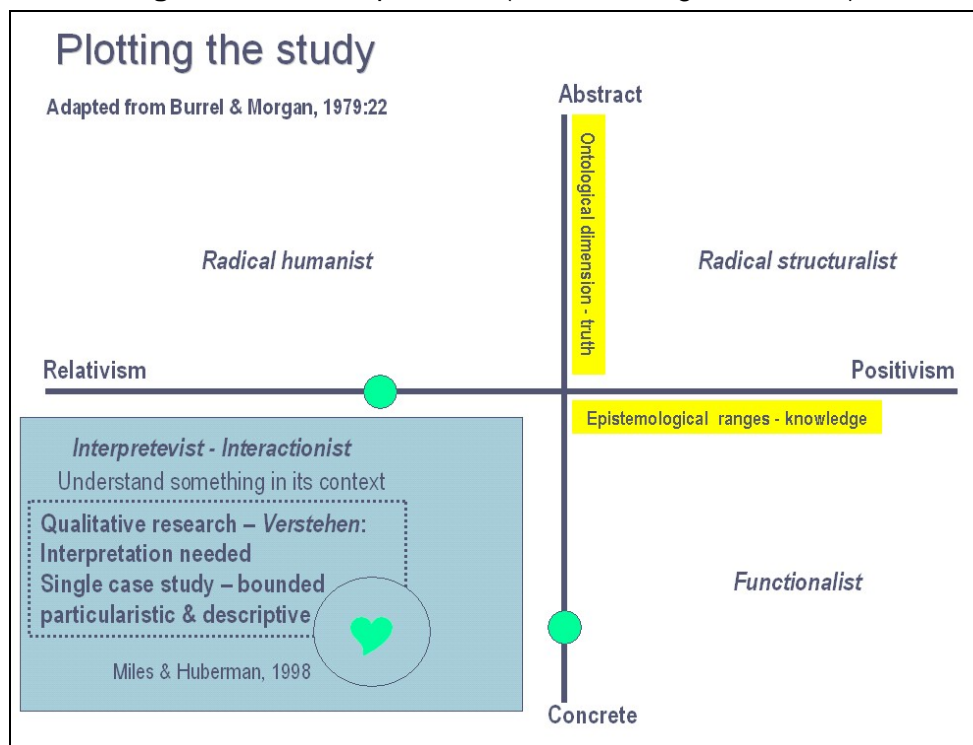 Plotting the study
Adapted from Burrel & Morgan, 1979:22
Abstract
Ontological dimension - truth
Radical humanist
Radical structuralist
Relativism
Positivism
Epistemological ranges - knowledge
Interpretevist - Interactionist
Understand something in its context
Qualitative research – Verstehen:
Interpretation needed
Single case study – bounded
particularistic & descriptive
Functionalist
Miles & Huberman, 1998
Concrete